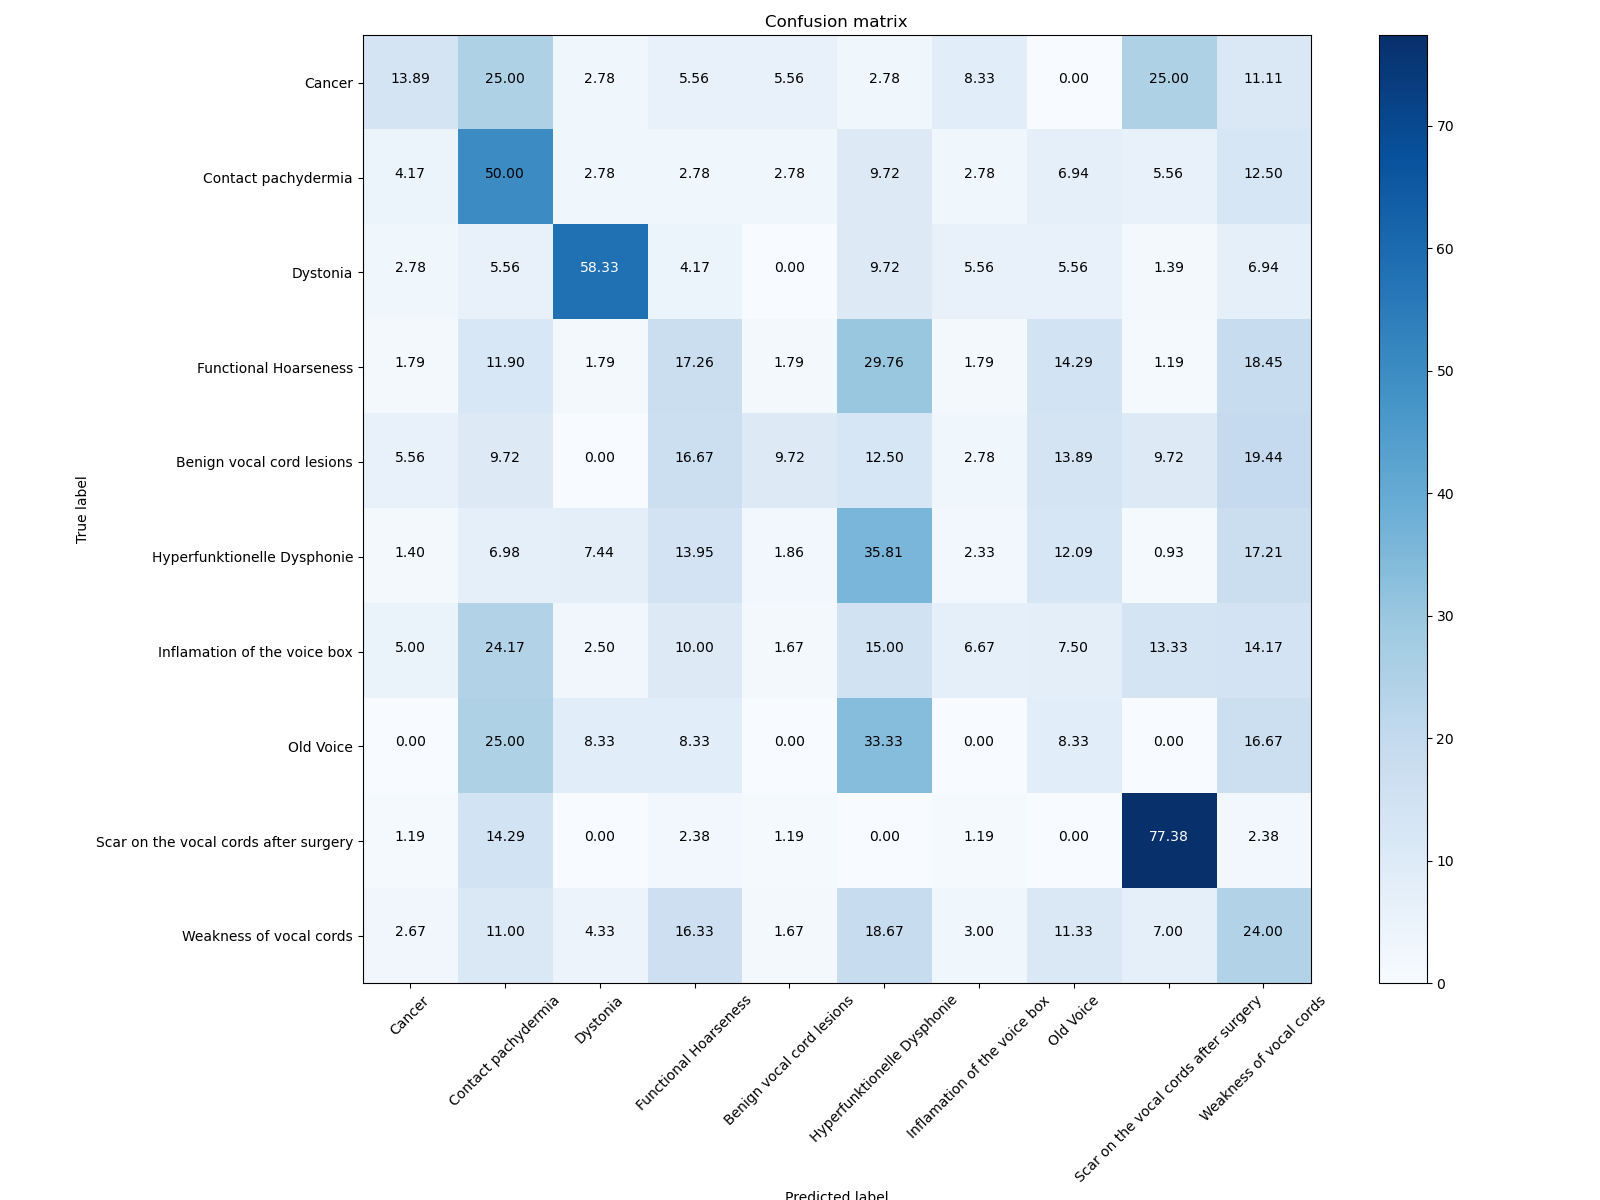 Confusion matrix
Cancer 13.89 25.00 2.78 5.56 5.56 2.78 8.33 0.00 25.00 11.11
Contact pachydermia 4.17 50.00 2.78 2.78 2.78 9.72 2.78 6.94 5.56 12.50
Dystonia 2.78 5.56 58.33 4.17 0.00 9.72 5.56 5.56 1.39 6.94
Functional Hoarseness 1.79 11.90 1.79 17.26 1.79 29.76 1.79 14.29 1.19 18.45
Benign vocal cord lesions 5.56 9.72 0.00 16.67 9.72 12.50 2.78 13.89 9.72 19.44
Hyperfunktionelle Dysphonie 1.40 6.98 7.44 13.95 1.86 35.81 2.33 12.09 0.93 17.21
Inflamation of the voice box 5.00 24.17 2.50 10.00 1.67 15.00 6.67 7.50 13.33 14.17
Old Voice 0.00 25.00 8.33 8.33 0.00 33.33 0.00 8.33 0.00 16.67
Scar on the vocal cords after surgery 1.19 14.29 0.00 2.38 1.19 0.00 1.19 0.00 77.38 2.38
Weakness of vocal cords 2.67 11.00 4.33 16.33 1.67 18.67 3.00 11.33 7.00 24.00
True label
Cancer
Contact pachydermia
Dystonia
Functional Hoarseness
Benign vocal cord lesions
Hyperfunktionelle Dysphonie
Inflamation of the voice box
Old Voice
Scar on the vocal cords after surgery
Weakness of vocal cords
Predicted label
70
60
50
40
30
20
10
0